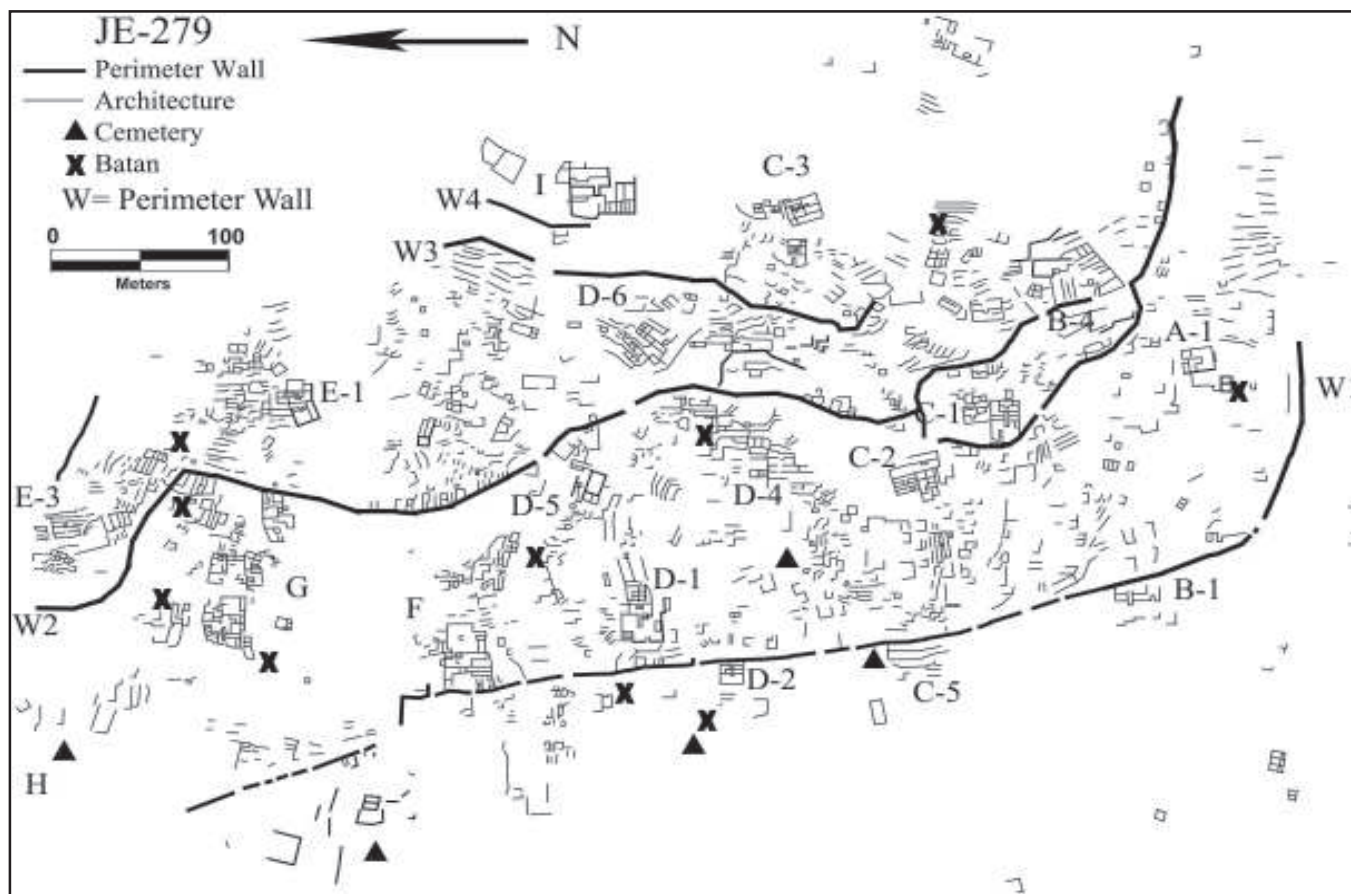 JE-279
N
Perimeter Wall
Architecture
Cemetery
Batan
W= Perimeter Wall
0 100
Meters
C-3
I
W4
W3
D-6
B-4
A-1
E-1
W
C-2
E-3
D-5
D-4
G
D-1
F
B-1
W2
D-2
C-5
H